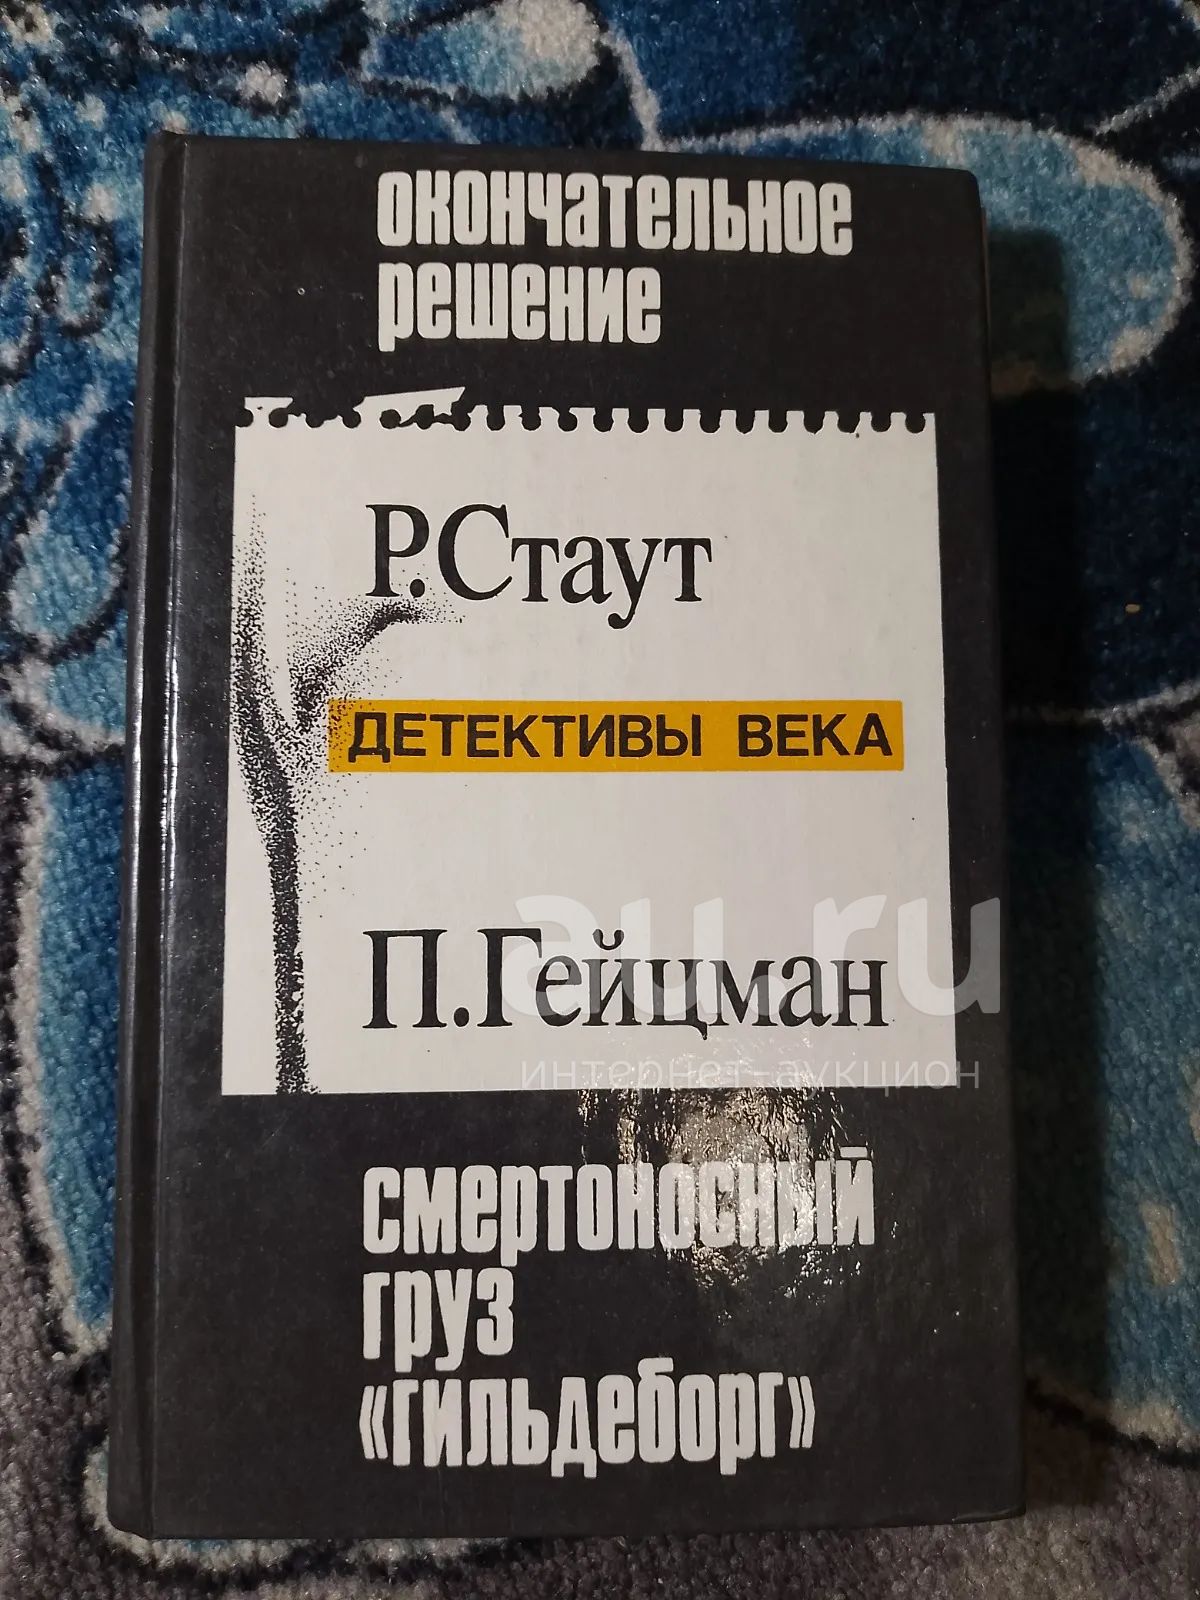 окончательное
решение
Р.Стаут
ДЕТЕКТИВЫ ВЕКА
П.Гейцман
au.ru
интернет-аукцион
смертоносный
груз
«гильдеборг»